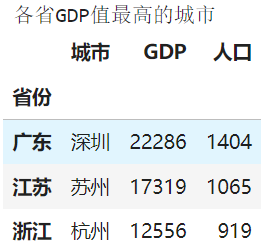 各省GDP值最高的城市
城市 GDP 人口
省份
广东 深圳 22286 1404
江苏 苏州 17319 1065
浙江 杭州 12556 919